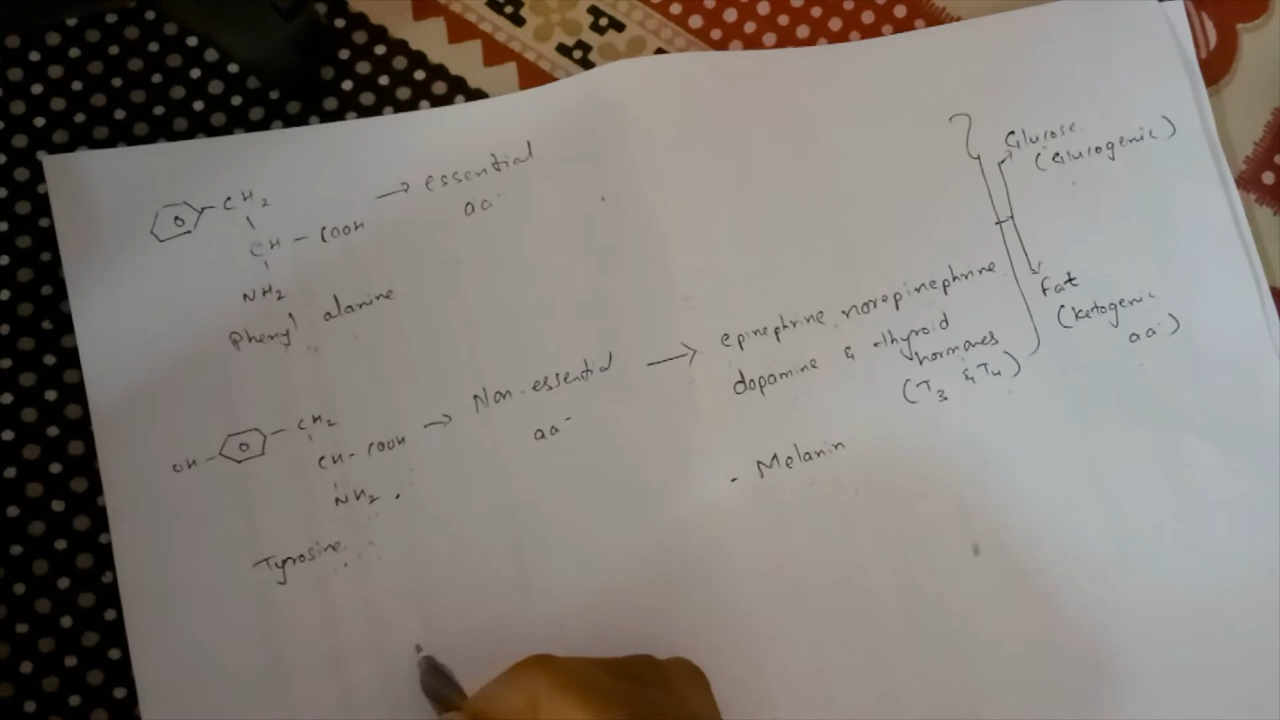 CH2
CH - COOH → essential
aa.
NH2
Phenyl alanine
OH CH2
CH - COOH → Non-essential → epinephrine norepinephrine
aa- dopamine & thyroid
hormones
(T3 & T4)
NH2.
Tyrosine
- Melanin
Glucose
(Glucogenic)
Fat
(Ketogenic
aa.)